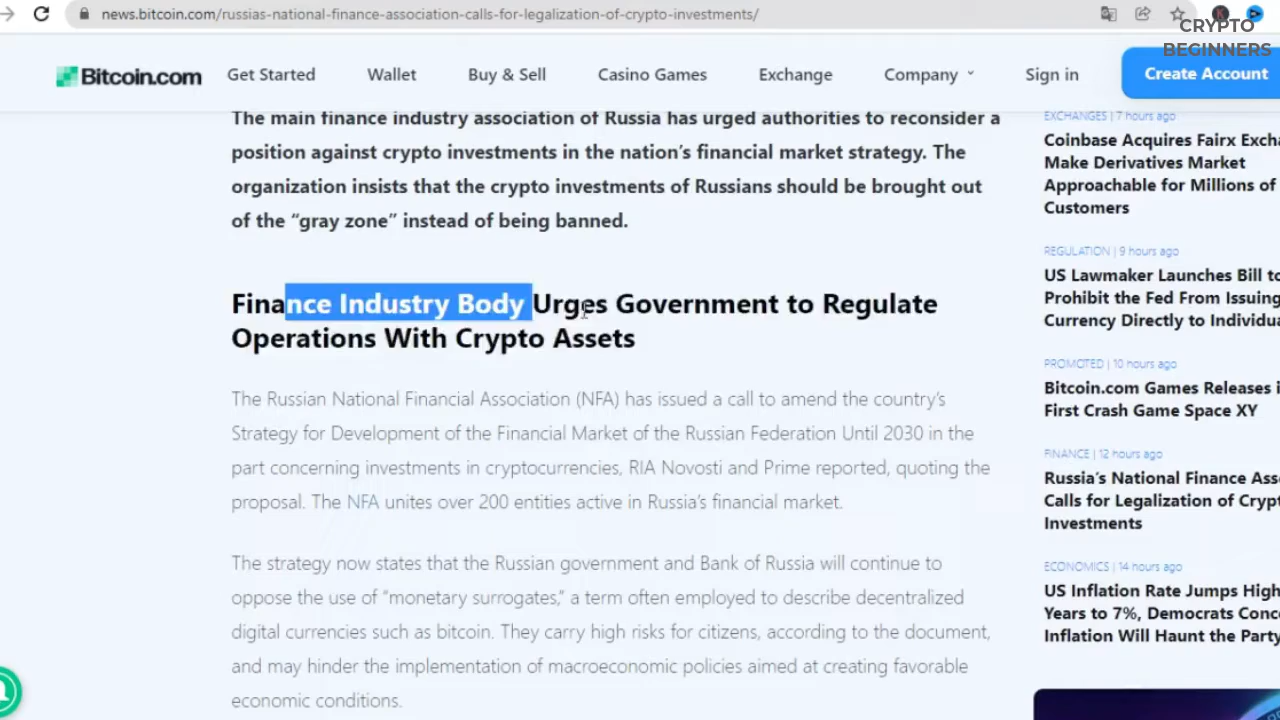 news.bitcoin.com/russias-national-finance-association-calls-for-legalization-of-crypto-investments/
CRYPTO
BEGINNERS
Bitcoin.com
Get Started
Wallet
Buy & Sell
Casino Games
Exchange
Company
Sign in
Create Account
The main finance industry association of Russia has urged authorities to reconsider a
position against crypto investments in the nation's financial market strategy. The
organization insists that the crypto investments of Russians should be brought out
of the “gray zone” instead of being banned.
Finance Industry Body Urges Government to Regulate
Operations With Crypto Assets
The Russian National Financial Association (NFA) has issued a call to amend the country's
Strategy for Development of the Financial Market of the Russian Federation Until 2030 in the
part concerning investments in cryptocurrencies, RIA Novosti and Prime reported, quoting the
proposal. The NFA unites over 200 entities active in Russia's financial market.
The strategy now states that the Russian government and Bank of Russia will continue to
oppose the use of “monetary surrogates,” a term often employed to describe decentralized
digital currencies such as bitcoin. They carry high risks for citizens, according to the document,
and may hinder the implementation of macroeconomic policies aimed at creating favorable
economic conditions.
EXCHANGES | 7 hours ago
Coinbase Acquires Fairx Excha
Make Derivatives Market
Approachable for Millions of
Customers
REGULATION | 9 hours ago
US Lawmaker Launches Bill to
Prohibit the Fed From Issuing
Currency Directly to Individua
PROMOTED | 10 hours ago
Bitcoin.com Games Releases i
First Crash Game Space XY
FINANCE | 12 hours ago
Russia's National Finance Asso
Calls for Legalization of Crypt
Investments
ECONOMICS | 14 hours ago
US Inflation Rate Jumps High
Years to 7%, Democrats Conc
Inflation Will Haunt the Party